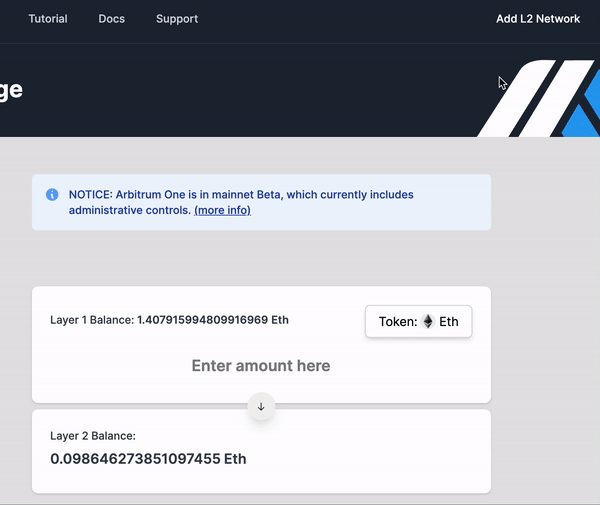 Tutorial Docs Support Add L2 Network
ge
NOTICE: Arbitrum One is in mainnet Beta, which currently includes
administrative controls. (more info)
Layer 1 Balance: 1.407915994809916969 Eth
Token: Eth
Enter amount here
Layer 2 Balance:
0.098646273851097455 Eth